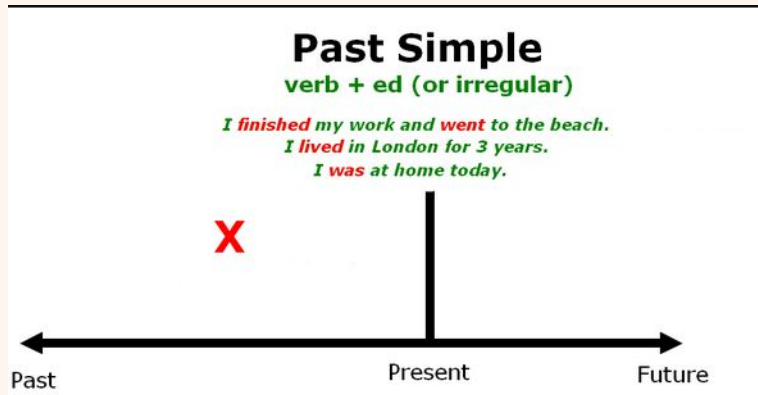 Past Simple
verb + ed (or irregular)
I finished my work and went to the beach.
I lived in London for 3 years.
I was at home today.
X
Past
Present
Future